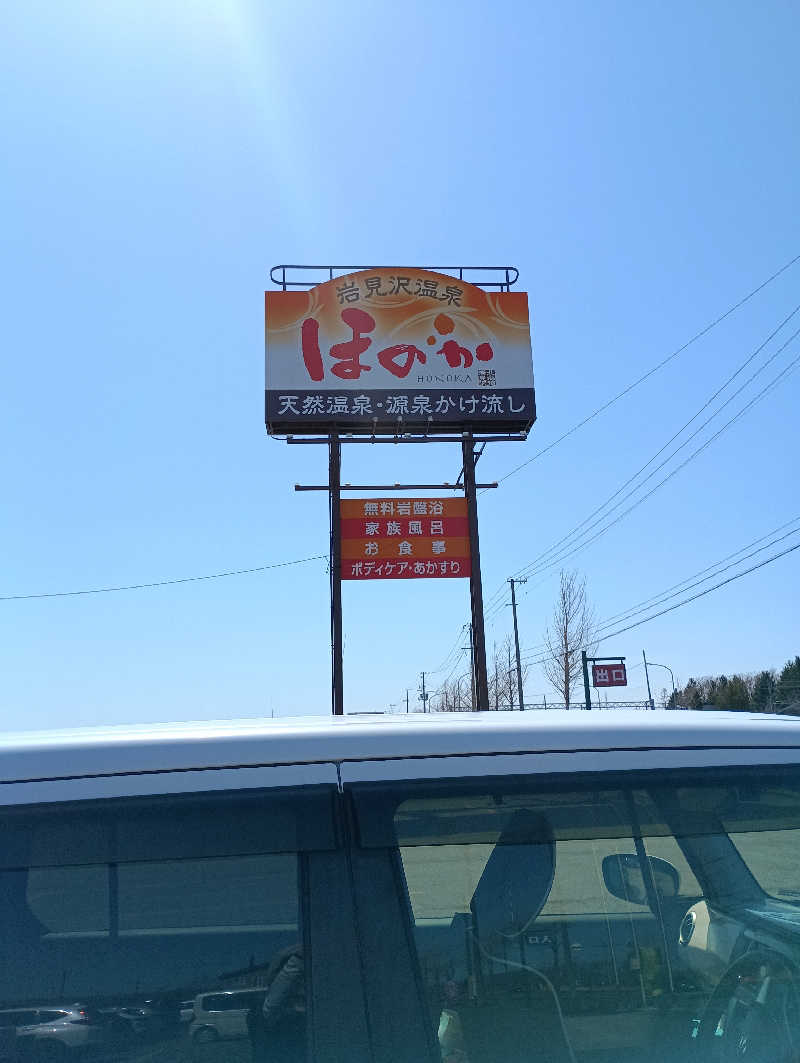 岩見沢温泉
ほのか
HONOKA
天然温泉・源泉かけ流し
無料岩盤浴
家族風呂
お食事
ボディケア・あかすり
出口